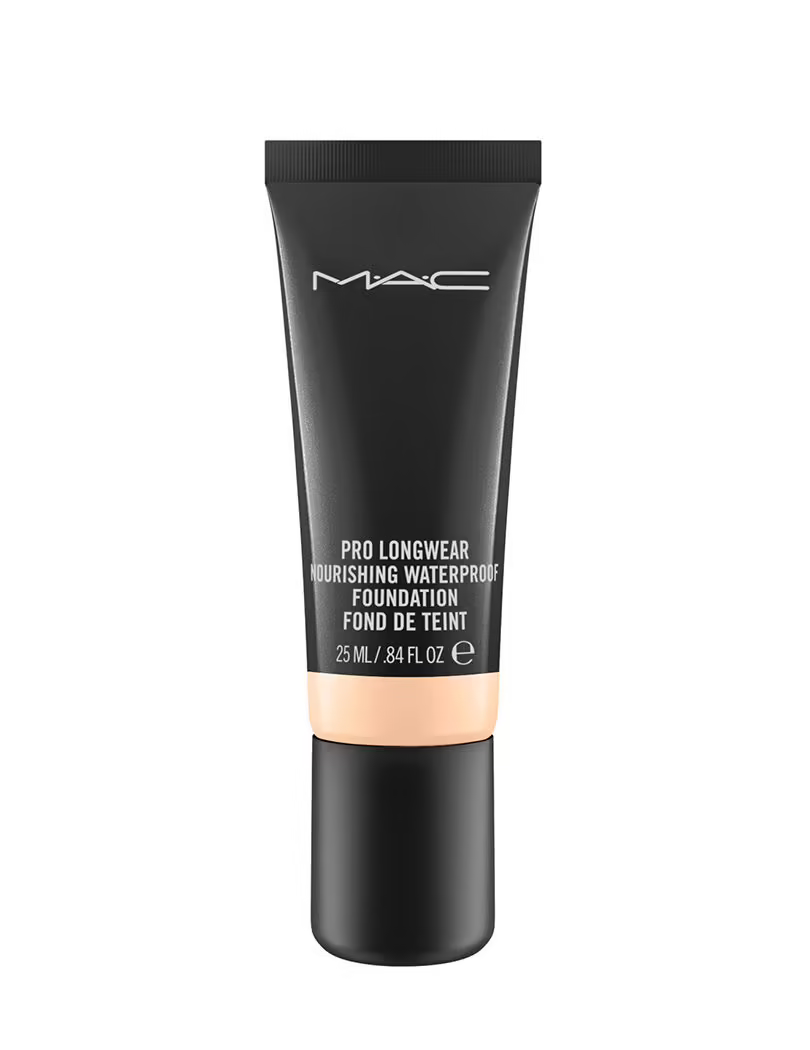 M·A·C
PRO LONGWEAR
NOURISHING WATERPROOF
FOUNDATION
FOND DE TEINT
25 ML / .84 FL OZ ℮